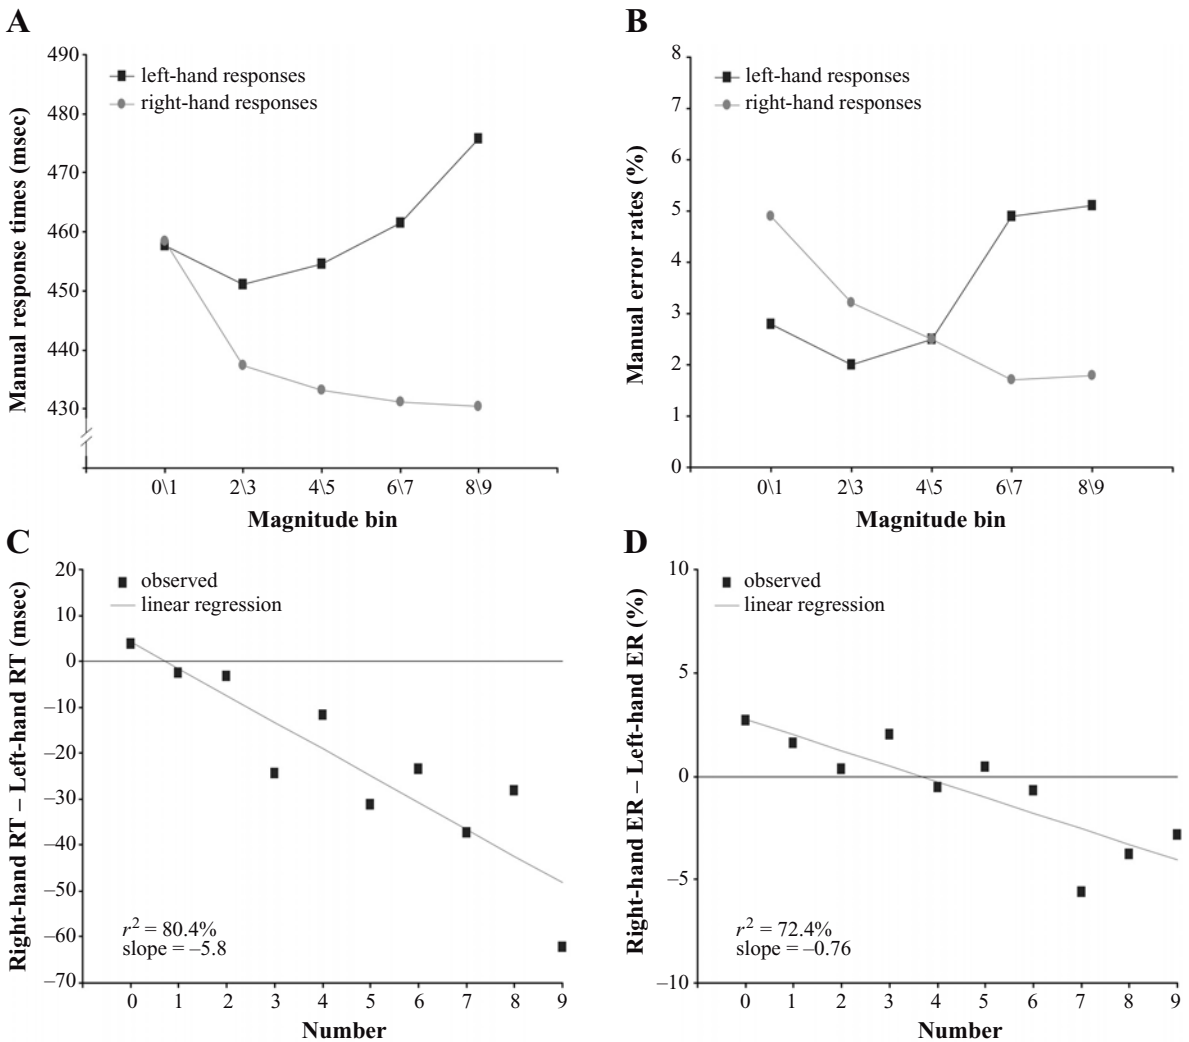 A
Manual response times (msec)
490
480
470
460
450
440
430
left-hand responses
right-hand responses
0\1 2\3 4\5 6\7 8\9
Magnitude bin
B
Manual error rates (%)
8
7
6
5
4
3
2
1
0
left-hand responses
right-hand responses
0\1 2\3 4\5 6\7 8\9
Magnitude bin
C
Right-hand RT – Left-hand RT (msec)
20
10
0
–10
–20
–30
–40
–50
–60
–70
observed
linear regression
r² = 80.4%
slope = –5.8
0 1 2 3 4 5 6 7 8 9
Number
D
Right-hand ER – Left-hand ER (%)
10
5
0
–5
–10
observed
linear regression
r² = 72.4%
slope = –0.76
0 1 2 3 4 5 6 7 8 9
Number